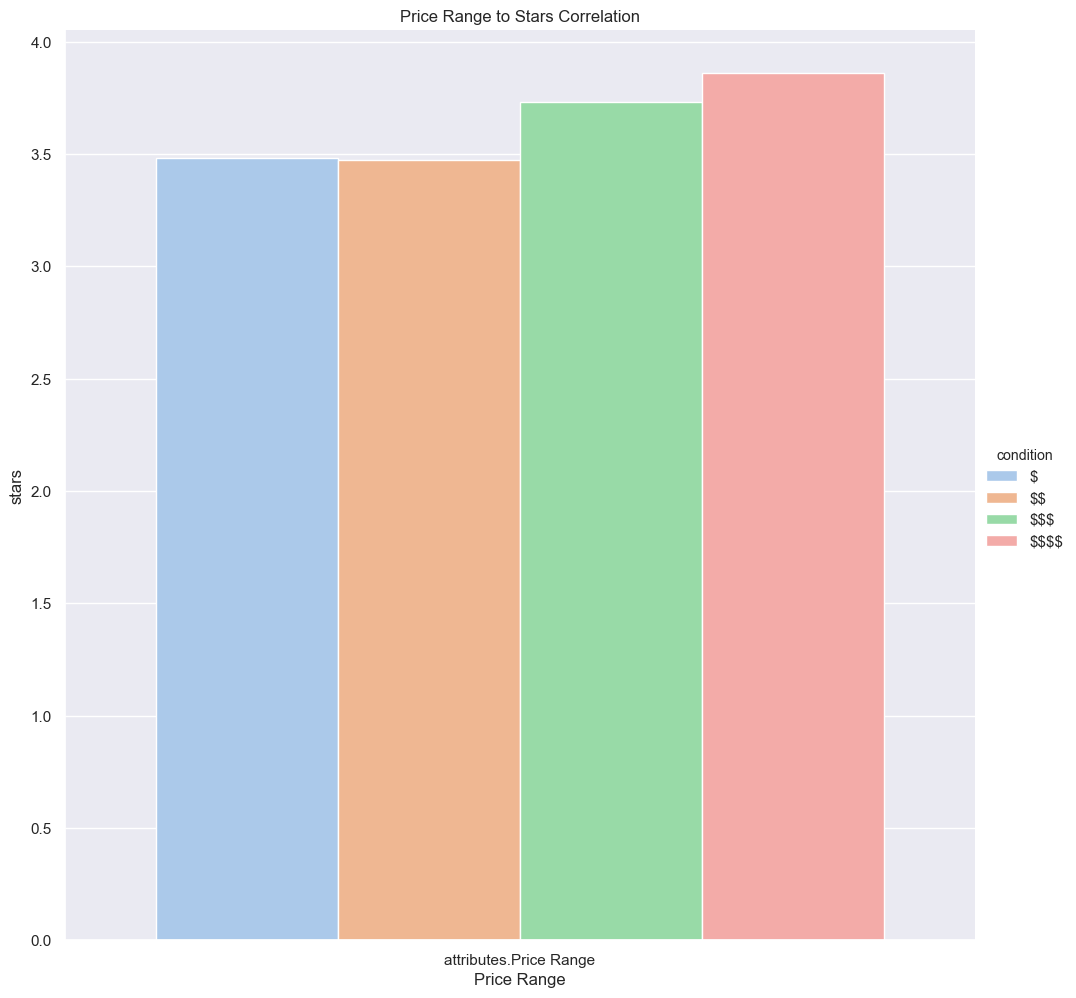 Price Range to Stars Correlation
4.0
3.5
3.0
2.5
2.0
1.5
1.0
0.5
0.0
stars
attributes.Price Range
Price Range
condition
$
$$
$$$
$$$$